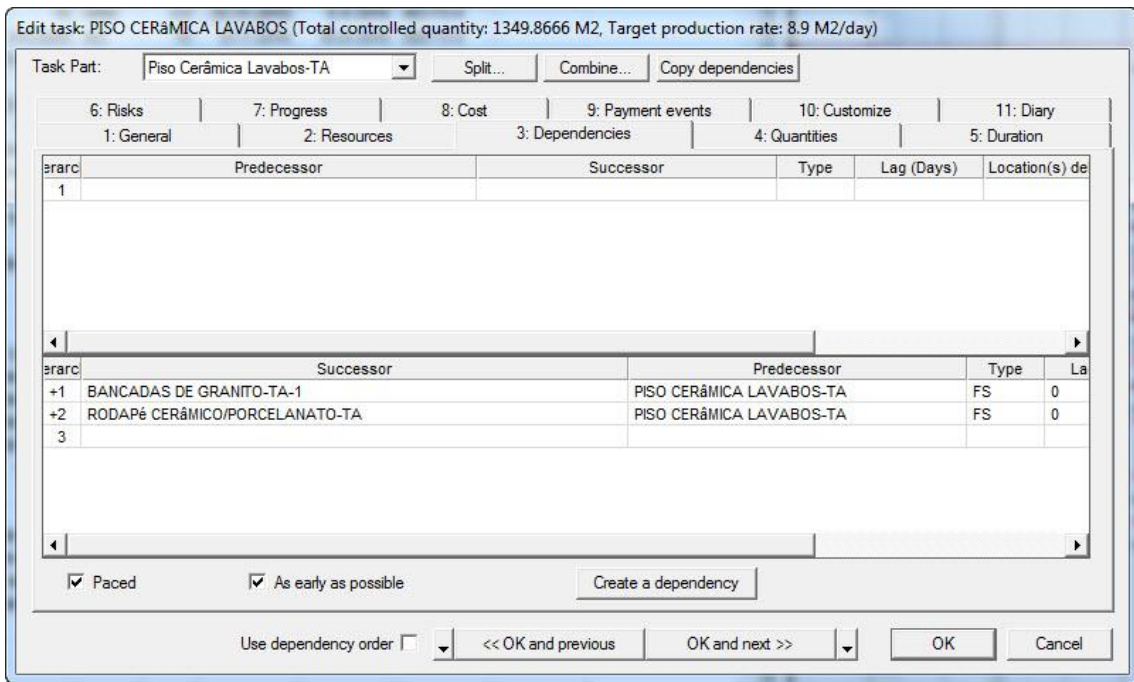 Edit task: PISO CERâMICA LAVABOS (Total controlled quantity: 1349.8666 M2, Target production rate: 8.9 M2/day)
Task Part: Piso Cerâmica Lavabos-TA Split... Combine... Copy dependencies
6: Risks 7: Progress 8: Cost 9: Payment events 10: Customize 11: Diary
1: General 2: Resources 3: Dependencies 4: Quantities 5: Duration
erarc Predecessor Successor Type Lag (Days) Location(s) de
1
erarc Successor Predecessor Type La
+1 BANCADAS DE GRANITO-TA-1 PISO CERâMICA LAVABOS-TA FS 0
+2 RODAPé CERâMICO/PORCELANATO-TA PISO CERâMICA LAVABOS-TA FS 0
3
Paced As early as possible Create a dependency
Use dependency order << OK and previous OK and next >> OK Cancel